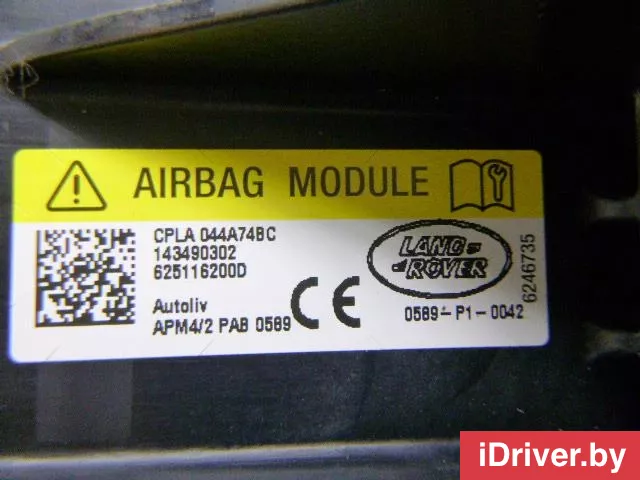 AIRBAG MODULE
CPLA 044A74BC
143490302
625116200D
Autoliv
APM4/2 PAB 0589
CE
LAND-
-ROVER
0589-P1-0042
6246735
iDriver.by